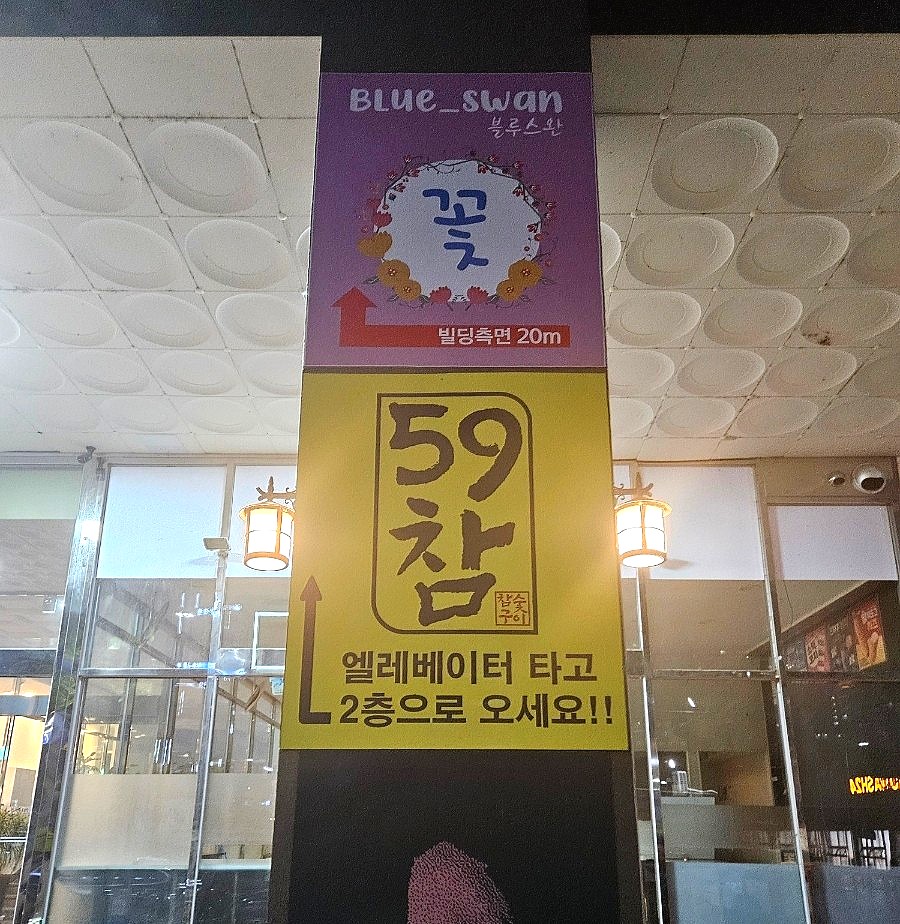 BLue_swan
블루스완
꽃
빌딩측면 20m
59
참
참숯
구이
엘레베이터 타고
2층으로 오세요!!